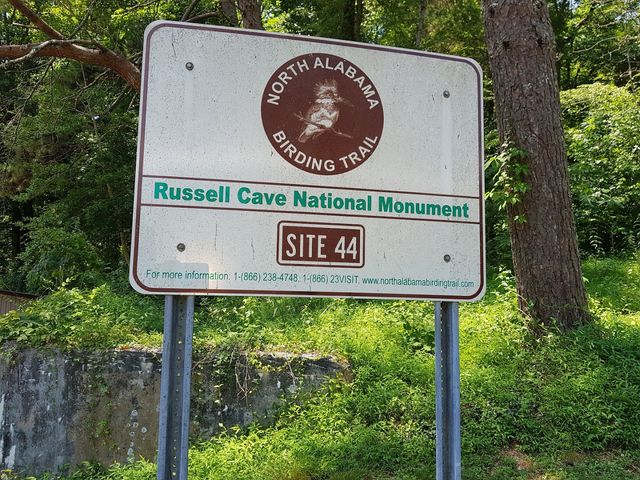 NORTH ALABAMA
BIRDING TRAIL
Russell Cave National Monument
SITE 44
For more information: 1-(866) 238-4748, 1-(866) 23VISIT, www.northalabamabirdingtrail.com